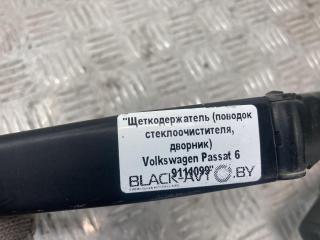 "Щеткодержатель (поводок
стеклоочистителя,
дворник)
Volkswagen Passat 6
9114099"
BLACK-AVTO.BY